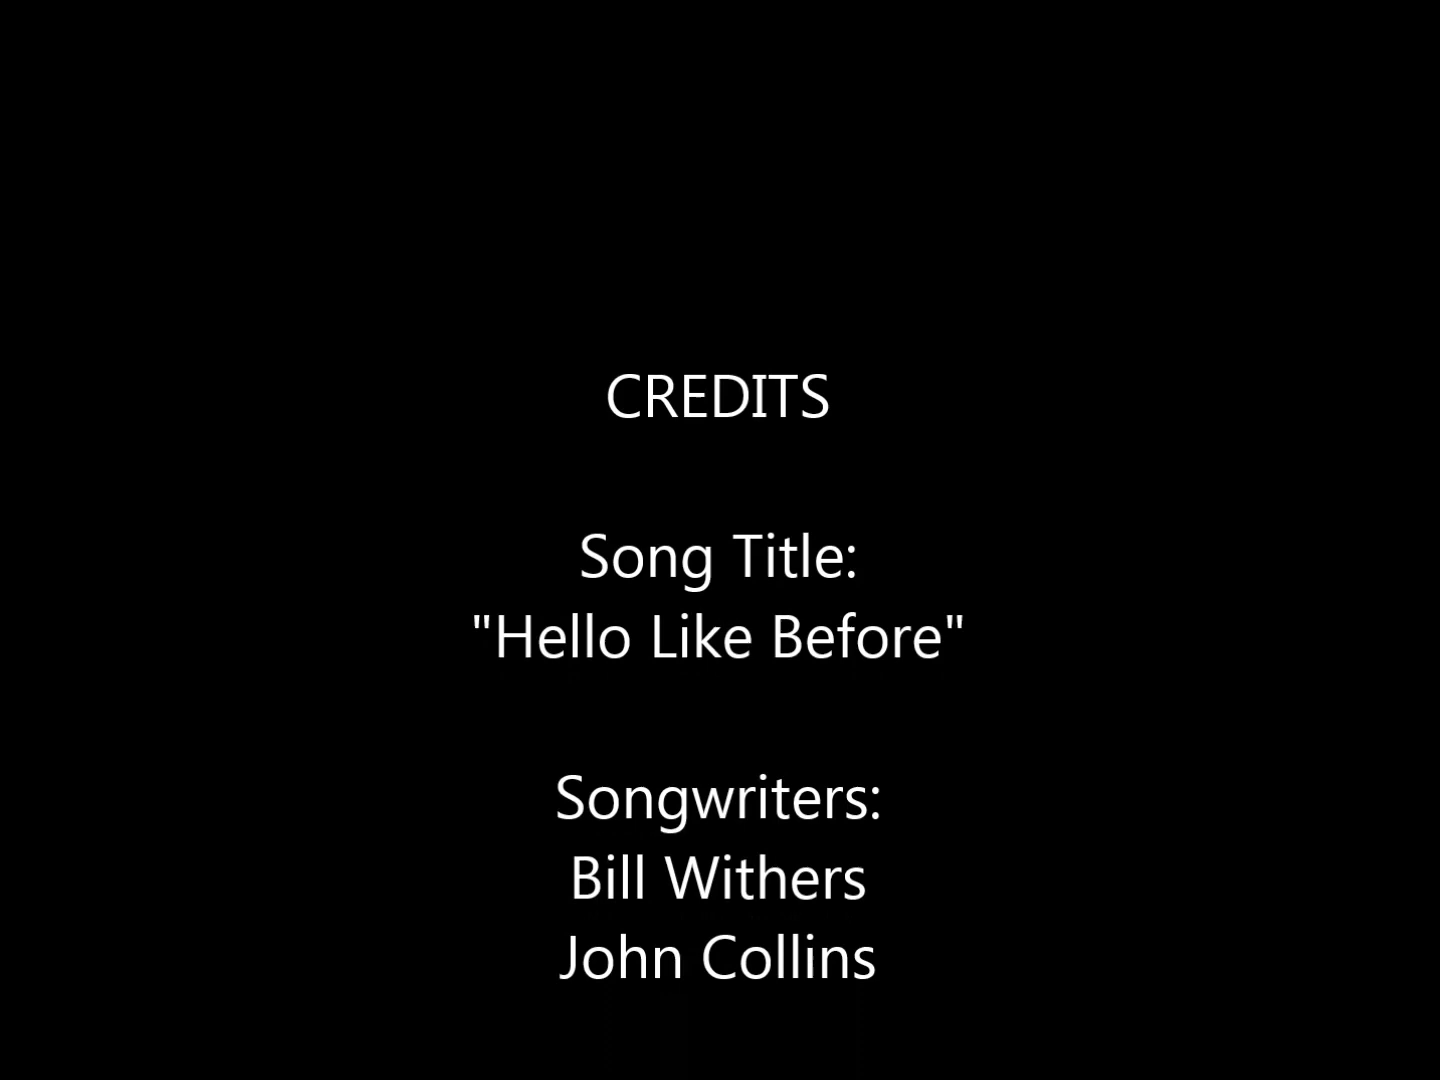 CREDITS
Song Title:
"Hello Like Before"
Songwriters:
Bill Withers
John Collins